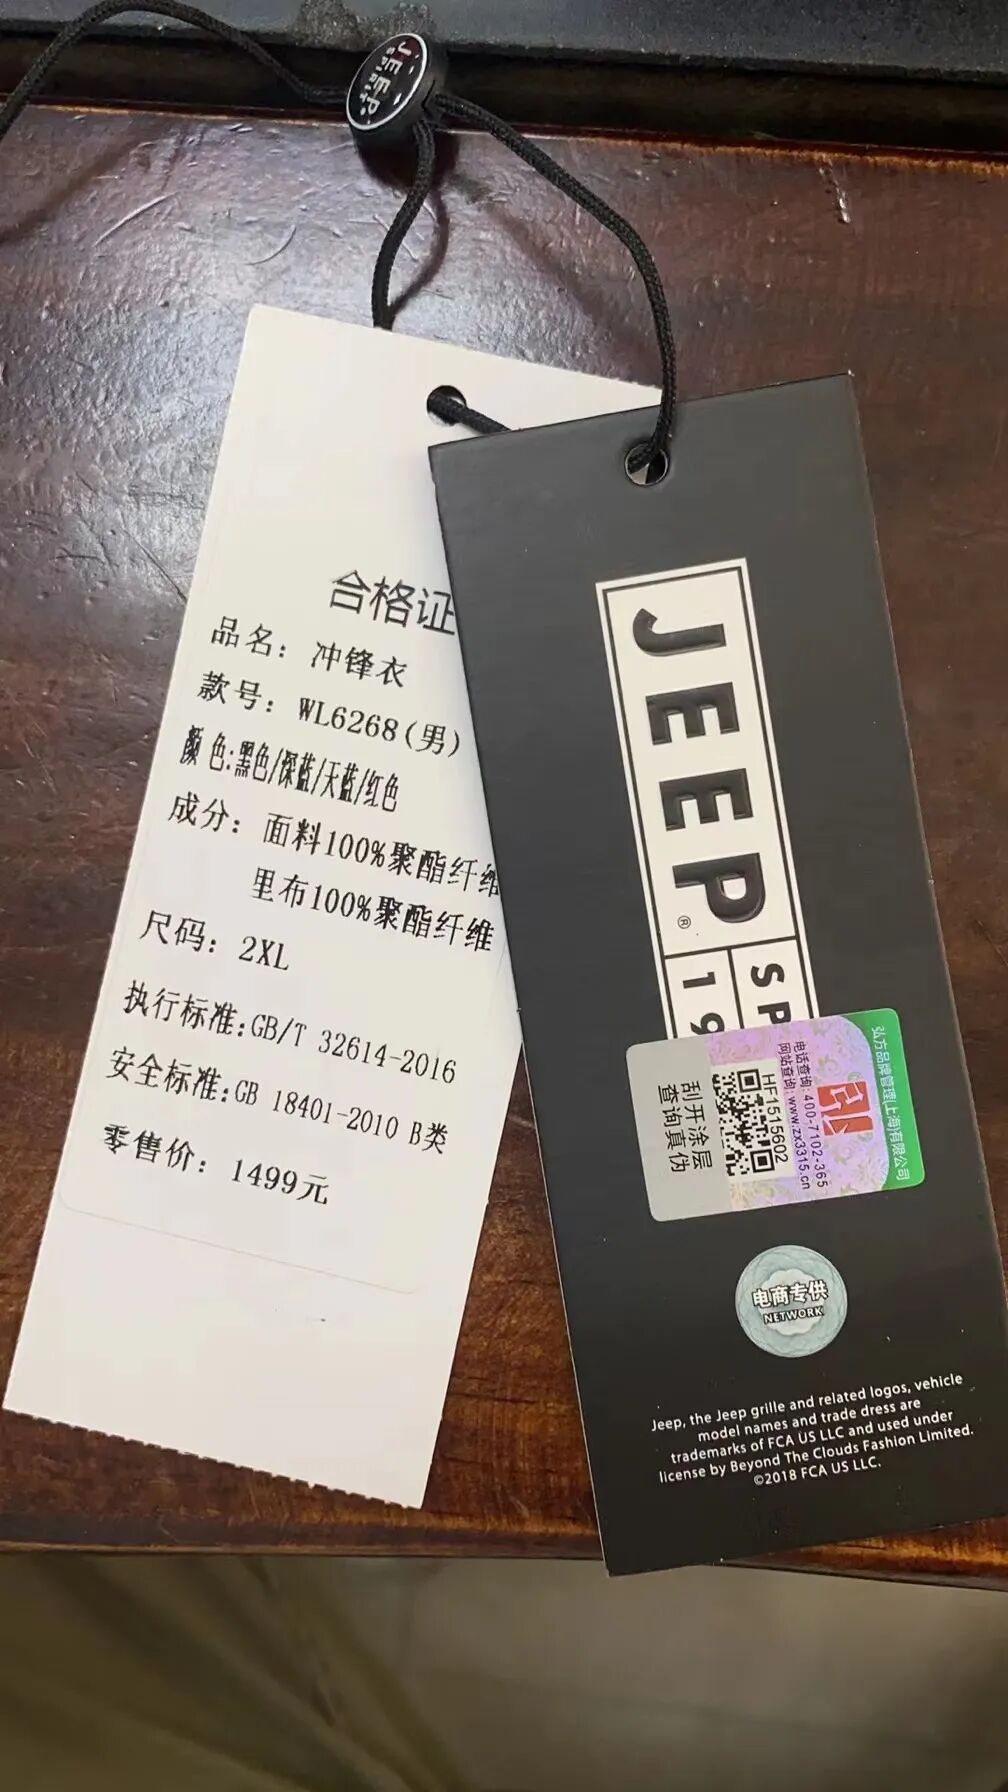 JEEP
合格证
品名：冲锋衣
款号：WL6268(男)
颜色:黑色/深蓝/天蓝/红色
成分：面料100%聚酯纤维
里布100%聚酯纤维
尺码：2XL
执行标准:GB/T 32614-2016
安全标准:GB 18401-2010 B类
零售价：1499元
JEEP®
SP
19
弘方品牌管理(上海)有限公司
电话查询：400-7102-365
网站查询：www.zx3315.cn
HF1515602
刮开涂层
查询真伪
电商专供
NETWORK
Jeep, the Jeep grille and related logos, vehicle
model names and trade dress are
trademarks of FCA US LLC and used under
license by Beyond The Clouds Fashion Limited.
©2018 FCA US LLC.